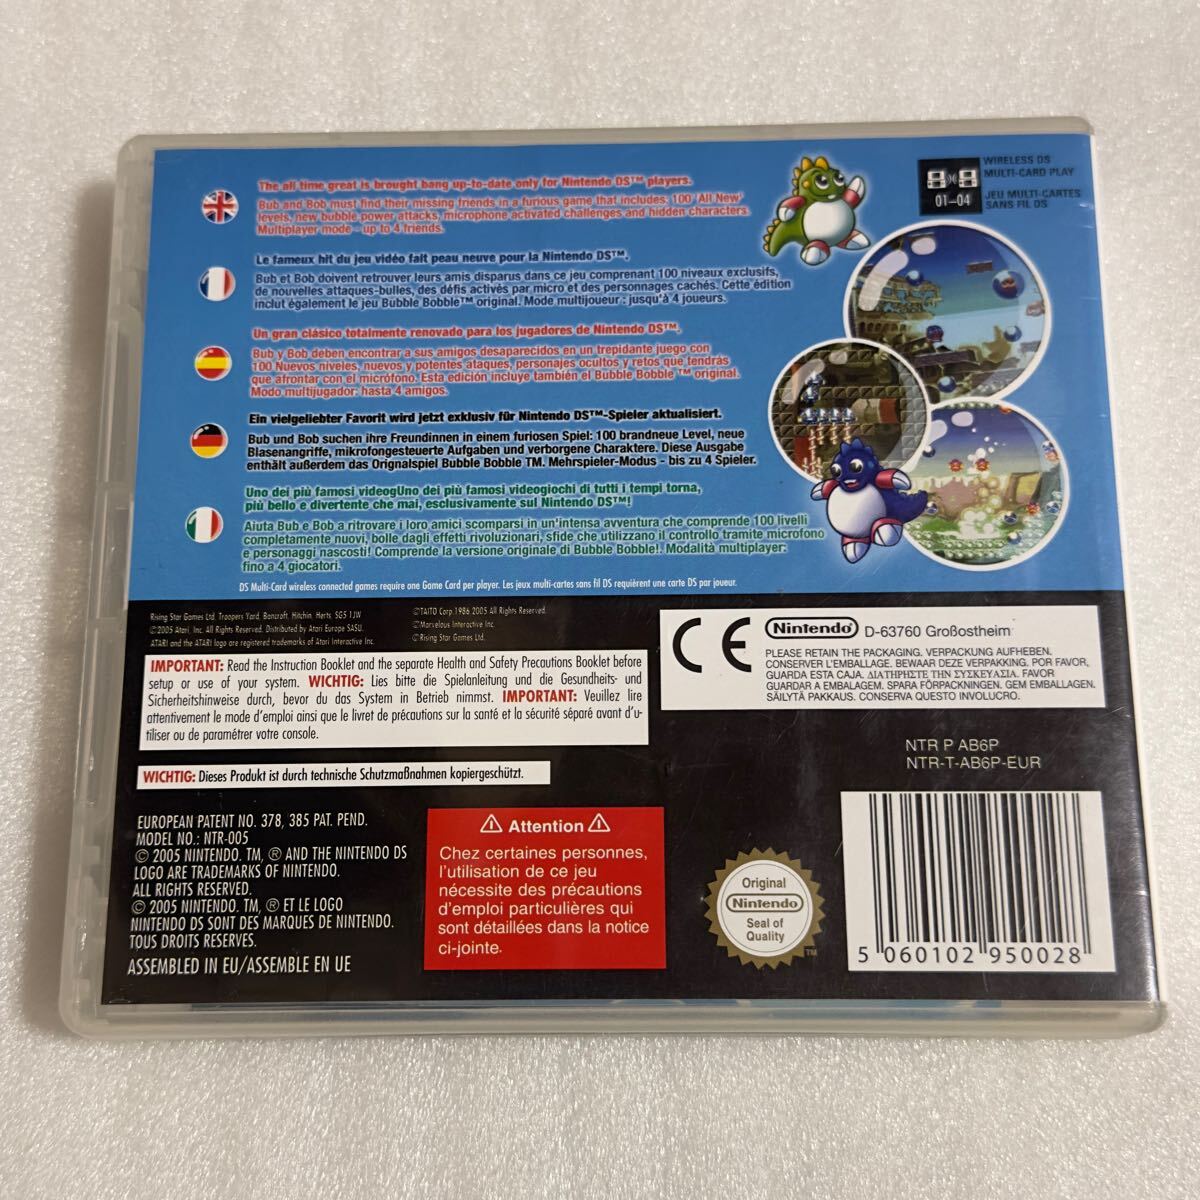 The all time great is brought bang up-to-date only for Nintendo DS™ players.
Bub and Bob must find their missing friends in a furious game that includes: 100 'All New'
levels, new bubble power attacks, microphone activated challenges and hidden characters.
Multiplayer mode - up to 4 friends.
Le fameux hit du jeu vidéo fait peau neuve pour la Nintendo DS™.
Bub et Bob doivent retrouver leurs amis disparus dans ce jeu comprenant 100 niveaux exclusifs,
de nouvelles attaques-bulles, des défis activés par micro et des personnages cachés. Cette édition
inclut également le jeu Bubble Bobble™ original. Mode multijoueur : jusqu'à 4 joueurs.
Un gran clásico totalmente renovado para los jugadores de Nintendo DS™.
Bub y Bob deben encontrar a sus amigos desaparecidos en un trepidante juego con
100 Nuevos niveles, nuevos y potentes ataques, personajes ocultos y retos que tendrás
que afrontar con el micrófono. Esta edición incluye también el Bubble Bobble ™ original.
Modo multijugador: hasta 4 amigos.
Ein vielgeliebter Favorit wird jetzt exklusiv für Nintendo DS™-Spieler aktualisiert.
Bub und Bob suchen ihre Freundinnen in einem furiosen Spiel: 100 brandneue Level, neue
Blasenangriffe, mikrofongesteuerte Aufgaben und verborgene Charaktere. Diese Ausgabe
enthält außerdem das Orignalspiel Bubble Bobble TM. Mehrspieler-Modus - bis zu 4 Spieler.
Uno dei più famosi videogUno dei più famosi videogiochi di tutti i tempi torna,
più bello e divertente che mai, esclusivamente sul Nintendo DS™!
Aiuta Bub e Bob a ritrovare i loro amici scomparsi in un'intensa avventura che comprende 100 livelli
completamente nuovi, bolle dagli effetti rivoluzionari, sfide che utilizzano il controllo tramite microfono
e personaggi nascosti! Comprende la versione originale di Bubble Bobble!. Modalità multiplayer:
fino a 4 giocatori.
DS Multi-Card wireless connected games require one Game Card per player. Les jeux multi-cartes sans fil DS requièrent une carte DS par joueur.
01-04
WIRELESS DS
MULTI-CARD PLAY
JEU MULTI-CARTES
SANS FIL DS
Rising Star Games Ltd. Troopers Yard, Bancroft, Hitchin, Herts, SG5 1JW
©2005 Atari, Inc. All Rights Reserved. Distributed by Atari Europe SASU.
ATARI and the ATARI logo are registered trademarks of Atari Interactive Inc.
©TAITO Corp.1986 2005 All Rights Reserved.
©Marvelous Interactive Inc.
©Rising Star Games Ltd.
IMPORTANT: Read the Instruction Booklet and the separate Health and Safety Precautions Booklet before
setup or use of your system. WICHTIG: Lies bitte die Spielanleitung und die Gesundheits- und
Sicherheitshinweise durch, bevor du das System in Betrieb nimmst. IMPORTANT: Veuillez lire
attentivement le mode d'emploi ainsi que le livret de précautions sur la santé et la sécurité séparé avant d'u-
tiliser ou de paramétrer votre console.
WICHTIG: Dieses Produkt ist durch technische Schutzmaßnahmen kopiergeschützt.
CE
Nintendo D-63760 Großostheim
PLEASE RETAIN THE PACKAGING. VERPACKUNG AUFHEBEN.
CONSERVER L'EMBALLAGE. BEWAAR DEZE VERPAKKING. POR FAVOR,
GUARDA ESTA CAJA. ΔΙΑΤΗΡΗΣΤΕ ΤΗΝ ΣΥΣΚΕΥΑΣΙΑ. FAVOR
GUARDAR A EMBALAGEM. SPARA FÖRPACKNINGEN. GEM EMBALLAGEN.
SÄILYTÄ PAKKAUS. CONSERVA QUESTO INVOLUCRO.
NTR P AB6P
NTR-T-AB6P-EUR
EUROPEAN PATENT NO. 378, 385 PAT. PEND.
MODEL NO.: NTR-005
© 2005 NINTENDO. TM, ® AND THE NINTENDO DS
LOGO ARE TRADEMARKS OF NINTENDO.
ALL RIGHTS RESERVED.
© 2005 NINTENDO. TM, ® ET LE LOGO
NINTENDO DS SONT DES MARQUES DE NINTENDO.
TOUS DROITS RESERVES.
ASSEMBLED IN EU/ASSEMBLE EN UE
Attention
Chez certaines personnes,
l'utilisation de ce jeu
nécessite des précautions
d'emploi particulières qui
sont détaillées dans la notice
ci-jointe.
Original
Nintendo
Seal of
Quality
TM
5 060102 950028